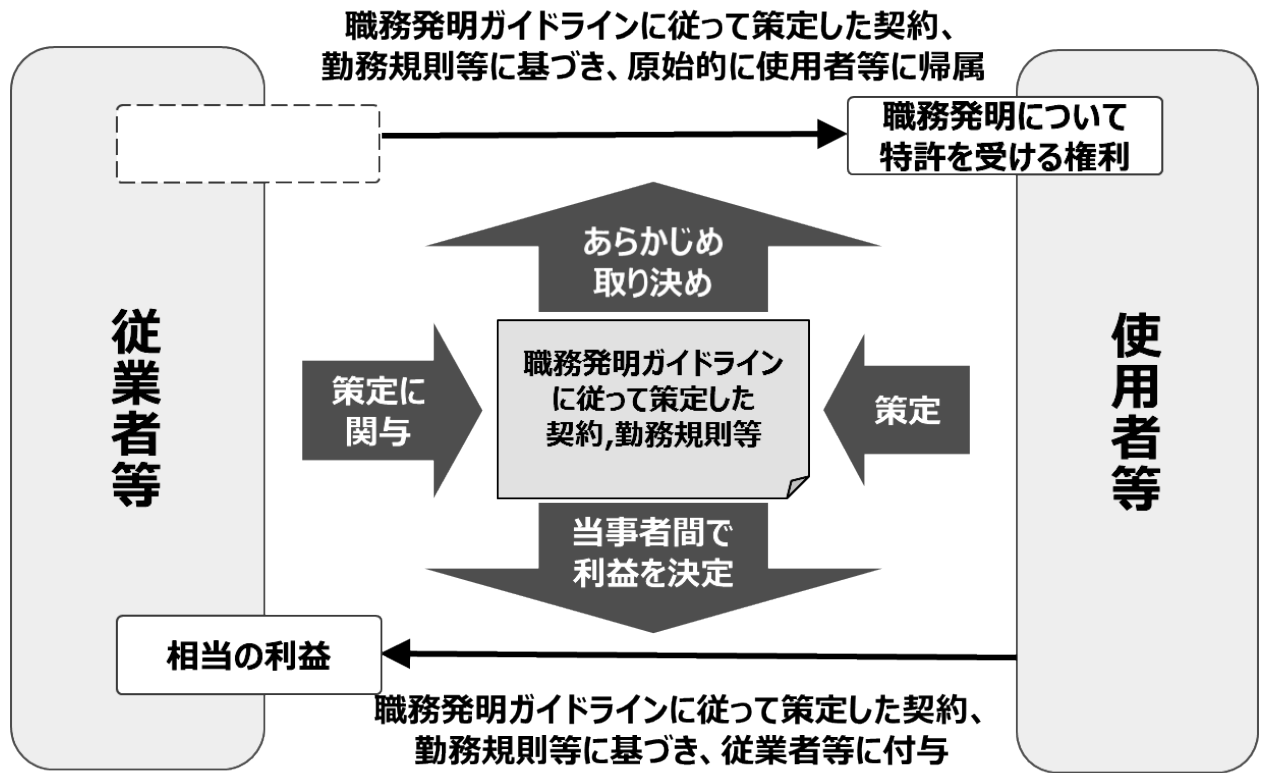 職務発明ガイドラインに従って策定した契約、
勤務規則等に基づき、原始的に使用者等に帰属
職務発明について
特許を受ける権利
あらかじめ
取り決め
従業者等
策定に
関与
職務発明ガイドライン
に従って策定した
契約,勤務規則等
策定
使用者等
当事者間で
利益を決定
相当の利益
職務発明ガイドラインに従って策定した契約、
勤務規則等に基づき、従業者等に付与